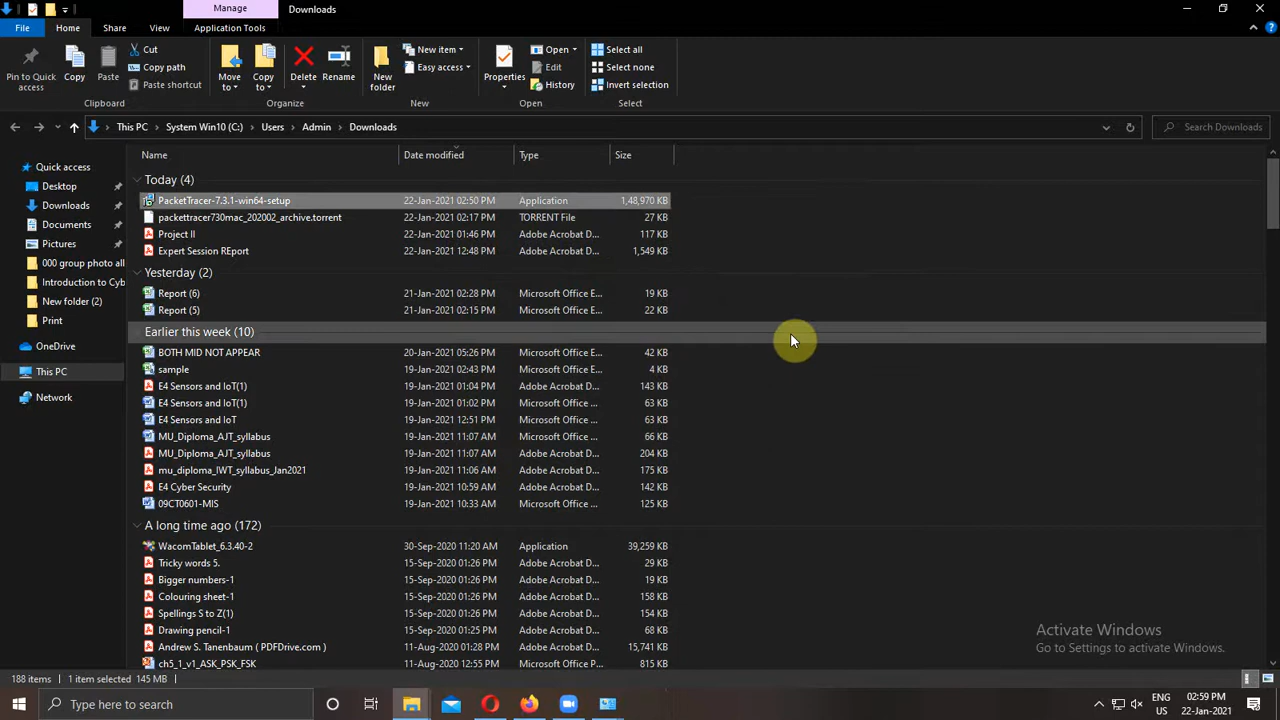 Manage
Downloads
File
Home
Share
View
Application Tools
Pin to Quick access
Copy
Paste
Cut
Copy path
Paste shortcut
Clipboard
Move to
Copy to
Delete
Rename
Organize
New folder
New item
Easy access
New
Properties
Open
Edit
History
Open
Select all
Select none
Invert selection
Select
This PC > System Win10 (C:) > Users > Admin > Downloads
Search Downloads
Quick access
Desktop
Downloads
Documents
Pictures
000 group photo all
Introduction to Cyb
New folder (2)
Print
OneDrive
This PC
Network
Name Date modified Type Size
Today (4)
PacketTracer-7.3.1-win64-setup 22-Jan-2021 02:50 PM Application 1,48,970 KB
packettracer730mac_202002_archive.torrent 22-Jan-2021 02:17 PM TORRENT File 27 KB
Project II 22-Jan-2021 01:46 PM Adobe Acrobat D... 117 KB
Expert Session REport 22-Jan-2021 12:48 PM Adobe Acrobat D... 1,549 KB
Yesterday (2)
Report (6) 21-Jan-2021 02:28 PM Microsoft Office E... 19 KB
Report (5) 21-Jan-2021 02:15 PM Microsoft Office E... 22 KB
Earlier this week (10)
BOTH MID NOT APPEAR 20-Jan-2021 05:26 PM Microsoft Office E... 42 KB
sample 19-Jan-2021 02:43 PM Microsoft Office E... 4 KB
E4 Sensors and IoT(1) 19-Jan-2021 01:04 PM Adobe Acrobat D... 143 KB
E4 Sensors and IoT(1) 19-Jan-2021 01:02 PM Microsoft Office ... 63 KB
E4 Sensors and IoT 19-Jan-2021 12:51 PM Microsoft Office ... 63 KB
MU_Diploma_AJT_syllabus 19-Jan-2021 11:07 AM Microsoft Office ... 66 KB
MU_Diploma_AJT_syllabus 19-Jan-2021 11:07 AM Adobe Acrobat D... 204 KB
mu_diploma_IWT_syllabus_Jan2021 19-Jan-2021 11:06 AM Adobe Acrobat D... 175 KB
E4 Cyber Security 19-Jan-2021 10:59 AM Adobe Acrobat D... 142 KB
09CT0601-MIS 19-Jan-2021 10:33 AM Microsoft Office ... 125 KB
A long time ago (172)
WacomTablet_6.3.40-2 30-Sep-2020 11:20 AM Application 39,259 KB
Tricky words 5. 15-Sep-2020 01:26 PM Adobe Acrobat D... 29 KB
Bigger numbers-1 15-Sep-2020 01:26 PM Adobe Acrobat D... 19 KB
Colouring sheet-1 15-Sep-2020 01:26 PM Adobe Acrobat D... 158 KB
Spellings S to Z(1) 15-Sep-2020 01:26 PM Adobe Acrobat D... 154 KB
Drawing pencil-1 15-Sep-2020 01:25 PM Adobe Acrobat D... 68 KB
Andrew S. Tanenbaum ( PDFDrive.com ) 11-Aug-2020 01:28 PM Adobe Acrobat D... 15,741 KB
ch5_1_v1_ASK_PSK_FSK 11-Aug-2020 12:55 PM Microsoft Office P... 815 KB
Activate Windows
Go to Settings to activate Windows.
188 items 1 item selected 145 MB
Type here to search
ENG
US
02:59 PM
22-Jan-2021